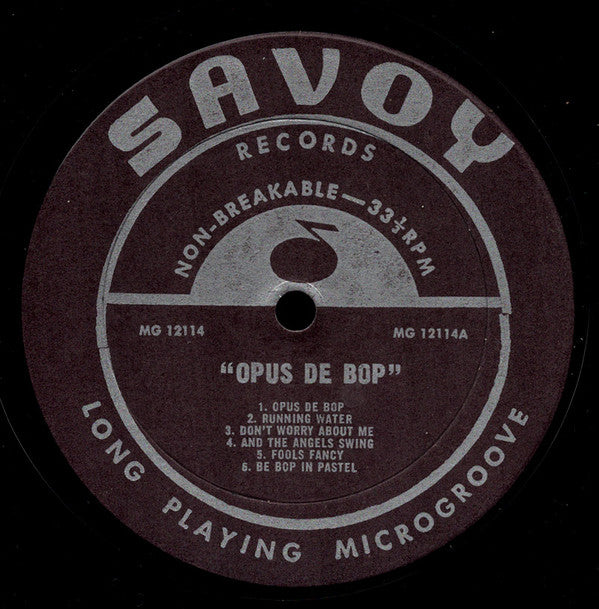 SAVOY
RECORDS
NON-BREAKABLE—33⅓RPM
MG 12114
MG 12114A
"OPUS DE BOP"
1. OPUS DE BOP
2. RUNNING WATER
3. DON'T WORRY ABOUT ME
4. AND THE ANGELS SWING
5. FOOLS FANCY
6. BE BOP IN PASTEL
LONG PLAYING MICROGROOVE